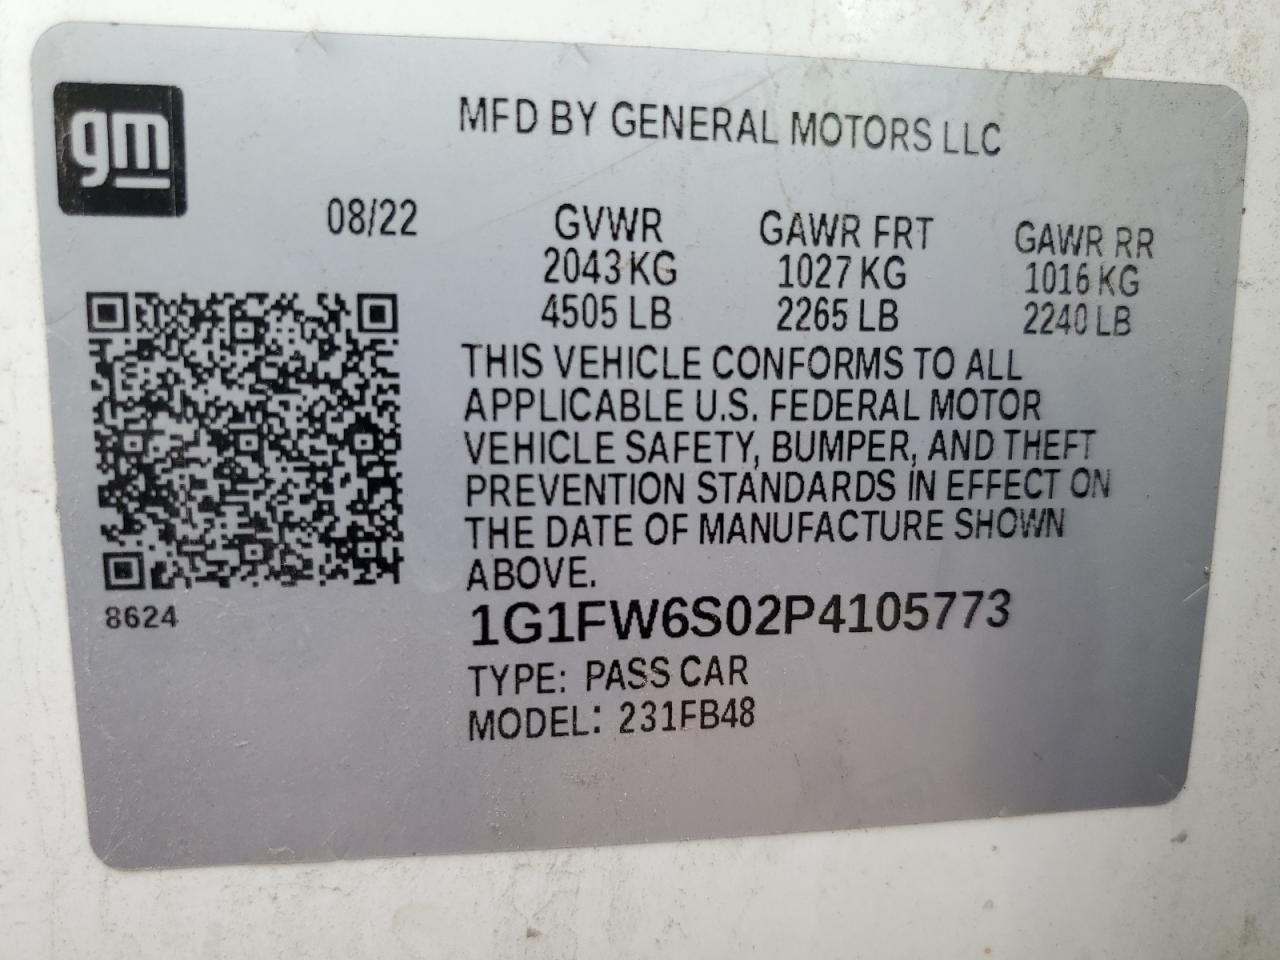 gm
MFD BY GENERAL MOTORS LLC
08/22
GVWR GAWR FRT GAWR RR
2043 KG 1027 KG 1016 KG
4505 LB 2265 LB 2240 LB
THIS VEHICLE CONFORMS TO ALL
APPLICABLE U.S. FEDERAL MOTOR
VEHICLE SAFETY, BUMPER, AND THEFT
PREVENTION STANDARDS IN EFFECT ON
THE DATE OF MANUFACTURE SHOWN
ABOVE.
8624
1G1FW6S02P4105773
TYPE: PASS CAR
MODEL: 231FB48